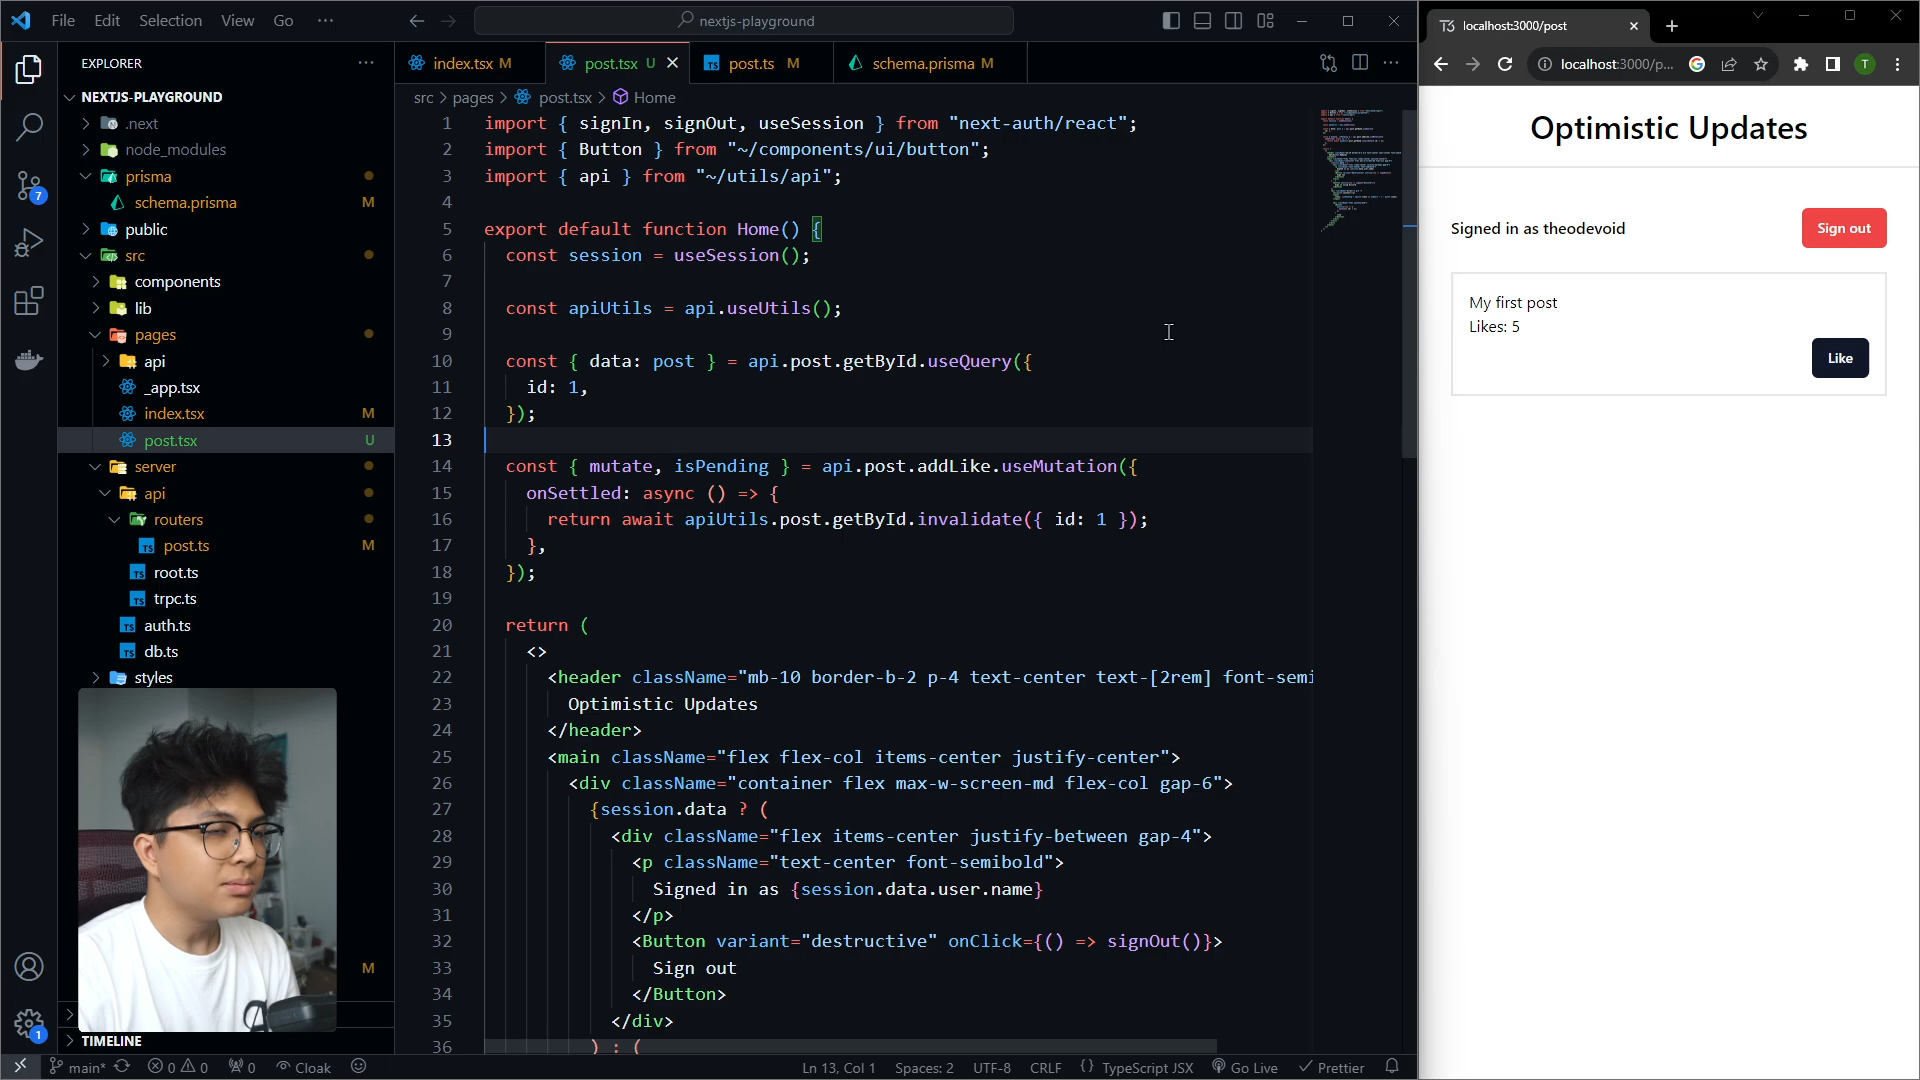 File Edit Selection View Go ··· nextjs-playground
EXPLORER ···
NEXTJS-PLAYGROUND
.next
node_modules
prisma
schema.prisma M
public
src
components
lib
pages
api
_app.tsx
index.tsx M
post.tsx U
server
api
routers
post.ts M
root.ts
trpc.ts
auth.ts
db.ts
styles
M
TIMELINE
7
1
index.tsx M
post.tsx U
TS post.ts M
schema.prisma M
src > pages > post.tsx > Home
1 import { signIn, signOut, useSession } from "next-auth/react";
2 import { Button } from "~/components/ui/button";
3 import { api } from "~/utils/api";
4
5 export default function Home() {
6 const session = useSession();
7
8 const apiUtils = api.useUtils();
9
10 const { data: post } = api.post.getById.useQuery({
11 id: 1,
12 });
13
14 const { mutate, isPending } = api.post.addLike.useMutation({
15 onSettled: async () => {
16 return await apiUtils.post.getById.invalidate({ id: 1 });
17 },
18 });
19
20 return (
21 <>
22 <header className="mb-10 border-b-2 p-4 text-center text-[2rem] font-semi
23 Optimistic Updates
24 </header>
25 <main className="flex flex-col items-center justify-center">
26 <div className="container flex max-w-screen-md flex-col gap-6">
27 {session.data ? (
28 <div className="flex items-center justify-between gap-4">
29 <p className="text-center font-semibold">
30 Signed in as {session.data.user.name}
31 </p>
32 <Button variant="destructive" onClick={() => signOut()}>
33 Sign out
34 </Button>
35 </div>
36 ) : (
main* 0 0 0 Cloak Ln 13, Col 1 Spaces: 2 UTF-8 CRLF {} TypeScript JSX Go Live Prettier
localhost:3000/post
localhost:3000/p... G T
Optimistic Updates
Signed in as theodevoid
Sign out
My first post
Likes: 5
Like